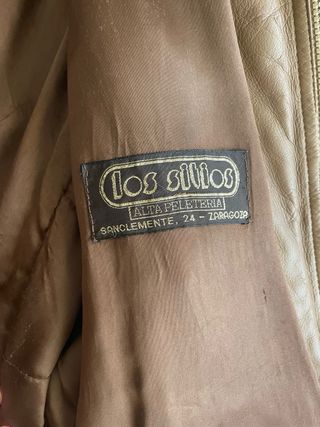 los sitios
ALTA PELETERIA
SANCLEMENTE, 24 - ZARAGOZA